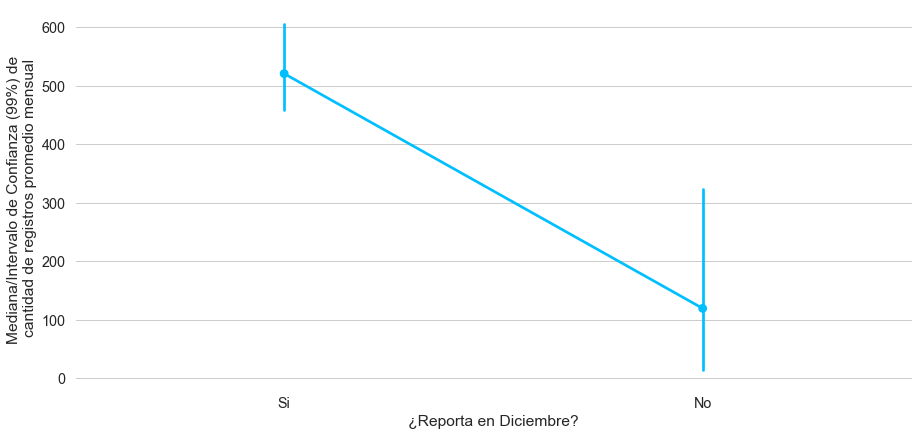 Mediana/Intervalo de Confianza (99%) de
cantidad de registros promedio mensual
600
500
400
300
200
100
0
Si
No
¿Reporta en Diciembre?